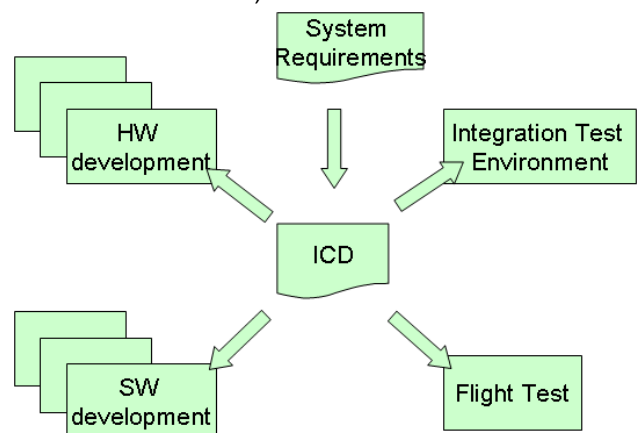 System
Requirements
HW
development
Integration Test
Environment
ICD
SW
development
Flight Test